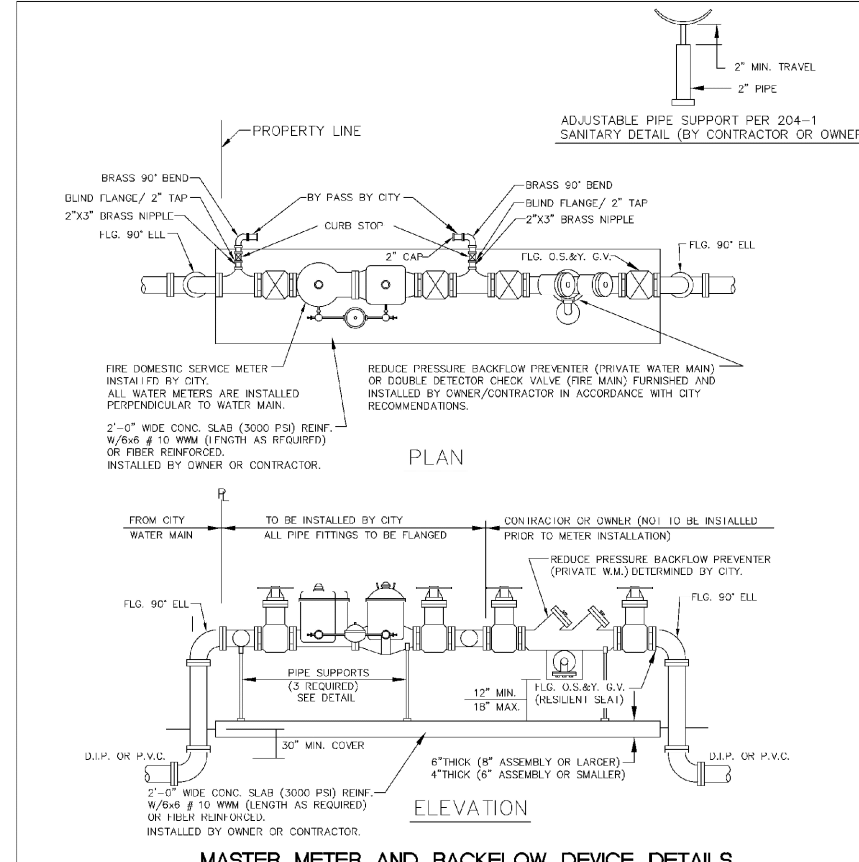 2" MIN. TRAVEL
2" PIPE
ADJUSTABLE PIPE SUPPORT PER 204-1
SANITARY DETAIL (BY CONTRACTOR OR OWNER
PROPERTY LINE
BRASS 90° BEND
BLIND FLANGE/ 2" TAP
2"X3" BRASS NIPPLE
FLG. 90° ELL
BY PASS BY CITY
CURB STOP
2" CAP
BRASS 90° BEND
BLIND FLANGE/ 2" TAP
2"X3" BRASS NIPPLE
FLG. O.S.&Y. G.V.
FLG. 90° ELL
FIRE DOMESTIC SERVICE METER
INSTALLED BY CITY.
ALL WATER METERS ARE INSTALLED
PERPENDICULAR TO WATER MAIN.
REDUCE PRESSURE BACKFLOW PREVENTER (PRIVATE WATER MAIN)
OR DOUBLE DETECTOR CHECK VALVE (FIRE MAIN) FURNISHED AND
INSTALLED BY OWNER/CONTRACTOR IN ACCORDANCE WITH CITY
RECOMMENDATIONS.
2'-0" WIDE CONC. SLAB (3000 PSI) REINF.
W/6x6 # 10 WWM (LENGTH AS REQUIRED)
OR FIBER REINFORCED.
INSTALLED BY OWNER OR CONTRACTOR.
PLAN
PL
FROM CITY
WATER MAIN
TO BE INSTALLED BY CITY
ALL PIPE FITTINGS TO BE FLANGED
CONTRACTOR OR OWNER (NOT TO BE INSTALLED
PRIOR TO METER INSTALLATION)
REDUCE PRESSURE BACKFLOW PREVENTER
(PRIVATE W.M.) DETERMINED BY CITY.
FLG. 90° ELL
FLG. 90° ELL
PIPE SUPPORTS
(3 REQUIRED)
SEE DETAIL
12" MIN.
18" MAX.
FLG. O.S.&Y. G.V.
(RESILIENT SEAT)
30" MIN. COVER
D.I.P. OR P.V.C.
D.I.P. OR P.V.C.
6"THICK (8" ASSEMBLY OR LARGER)
4"THICK (6" ASSEMBLY OR SMALLER)
2'-0" WIDE CONC. SLAB (3000 PSI) REINF.
W/6x6 # 10 WWM (LENGTH AS REQUIRED)
OR FIBER REINFORCED.
INSTALLED BY OWNER OR CONTRACTOR.
ELEVATION
MASTER METER AND BACKFLOW DEVICE DETAILS